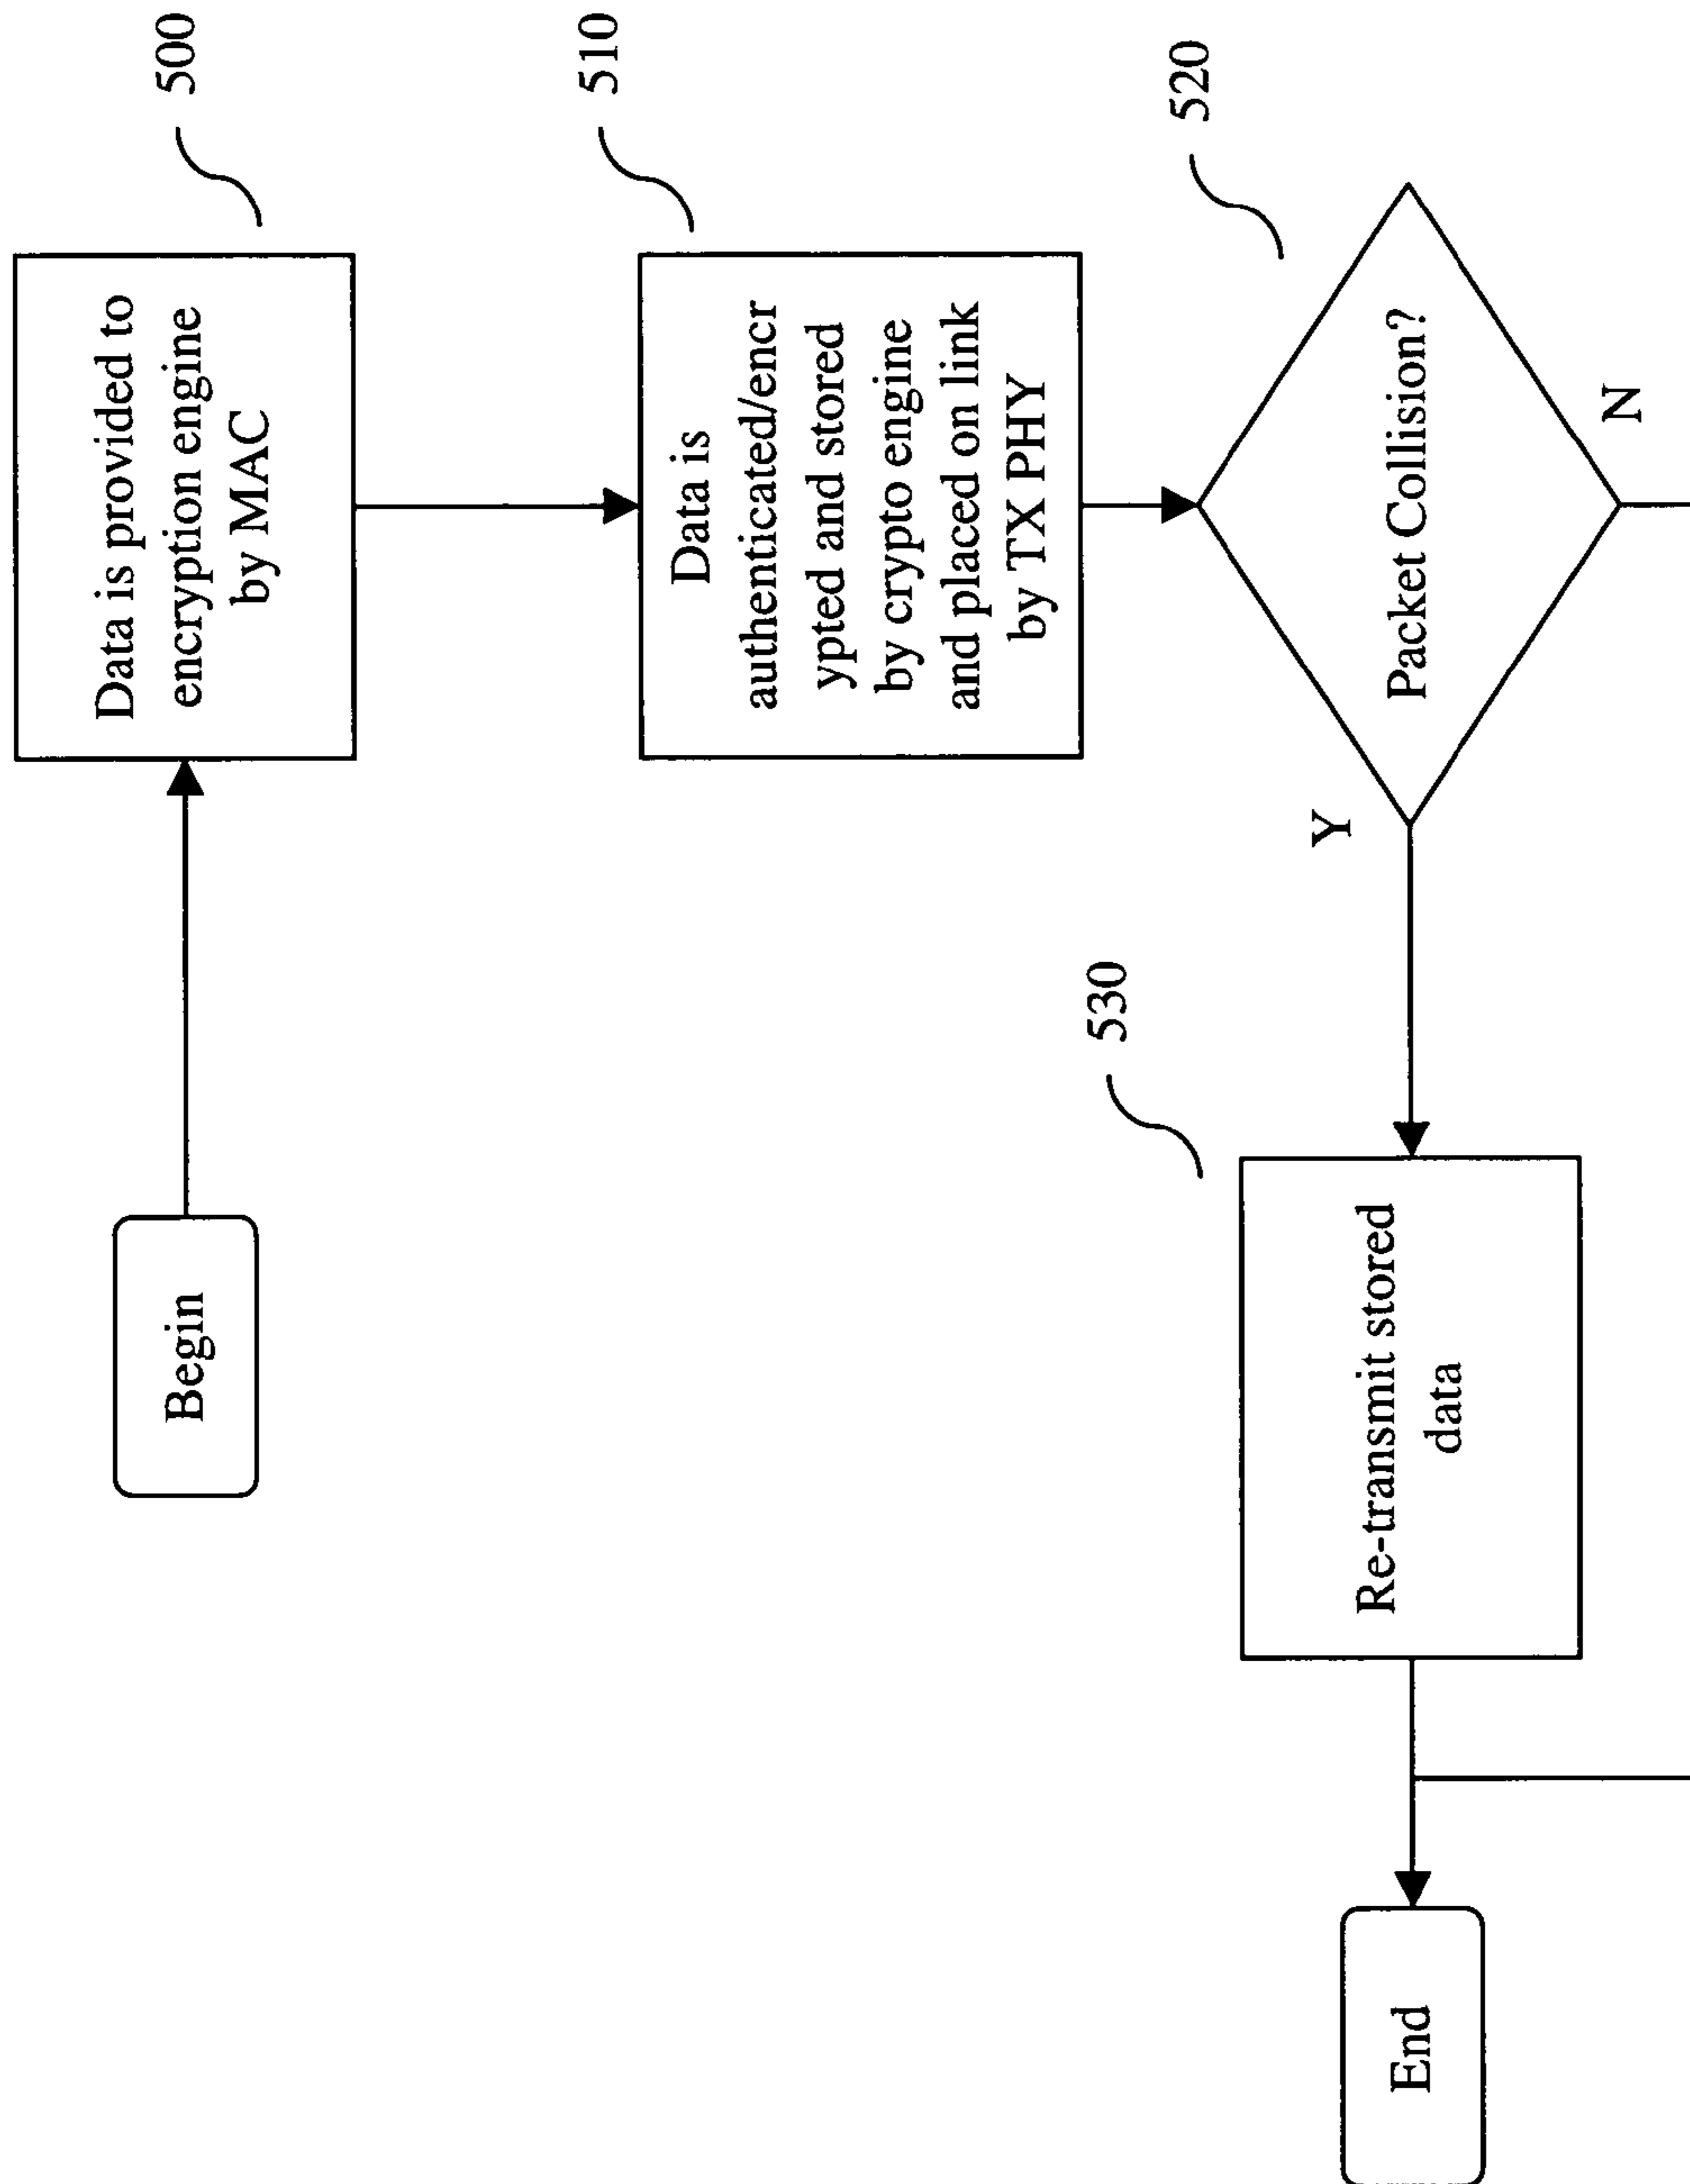 Begin
Data is provided to
encryption engine
by MAC
500
Data is
authenticated/encr
ypted and stored
by crypto engine
and placed on link
by TX PHY
510
Packet Collision?
520
Y
N
Re-transmit stored
data
530
End